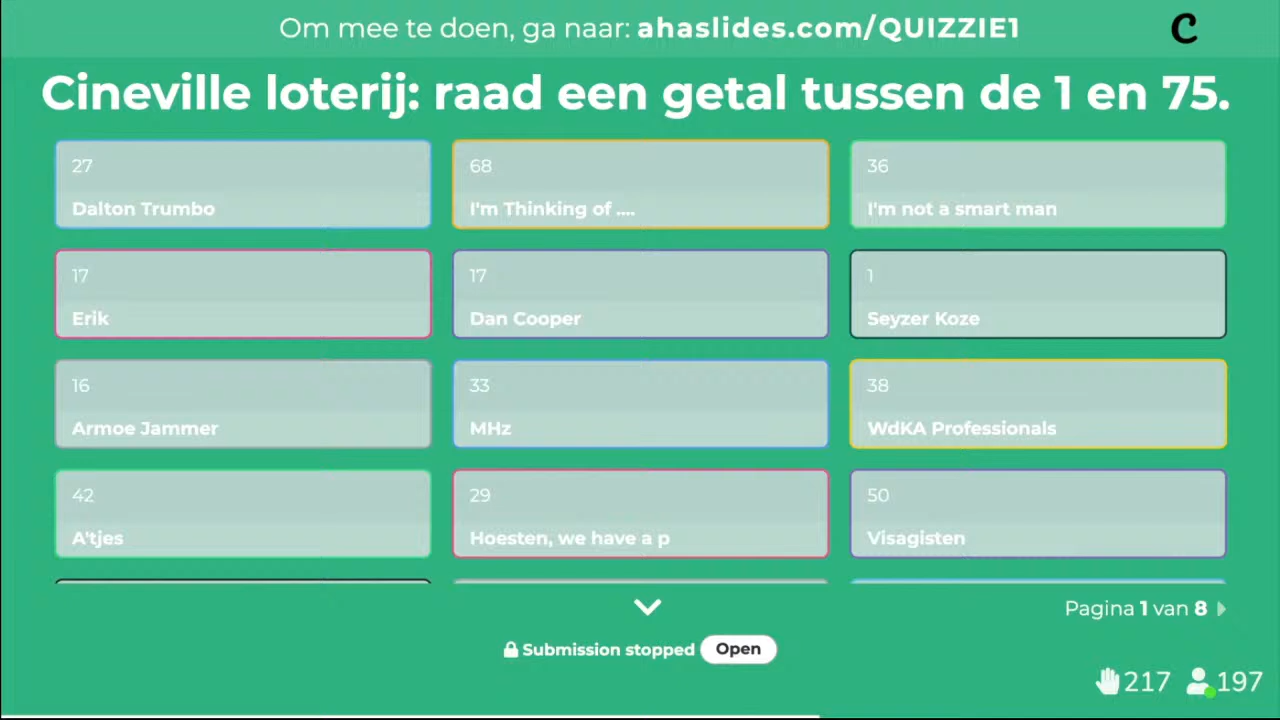 Om mee te doen, ga naar: ahaslides.com/QUIZZIE1
C
Cineville loterij: raad een getal tussen de 1 en 75.
27
Dalton Trumbo
68
I'm Thinking of ....
36
I'm not a smart man
17
Erik
17
Dan Cooper
1
Seyzer Koze
16
Armoe Jammer
33
MHz
38
WdKA Professionals
42
A'tjes
29
Hoesten, we have a p
50
Visagisten
Pagina 1 van 8
Submission stopped Open
217 197